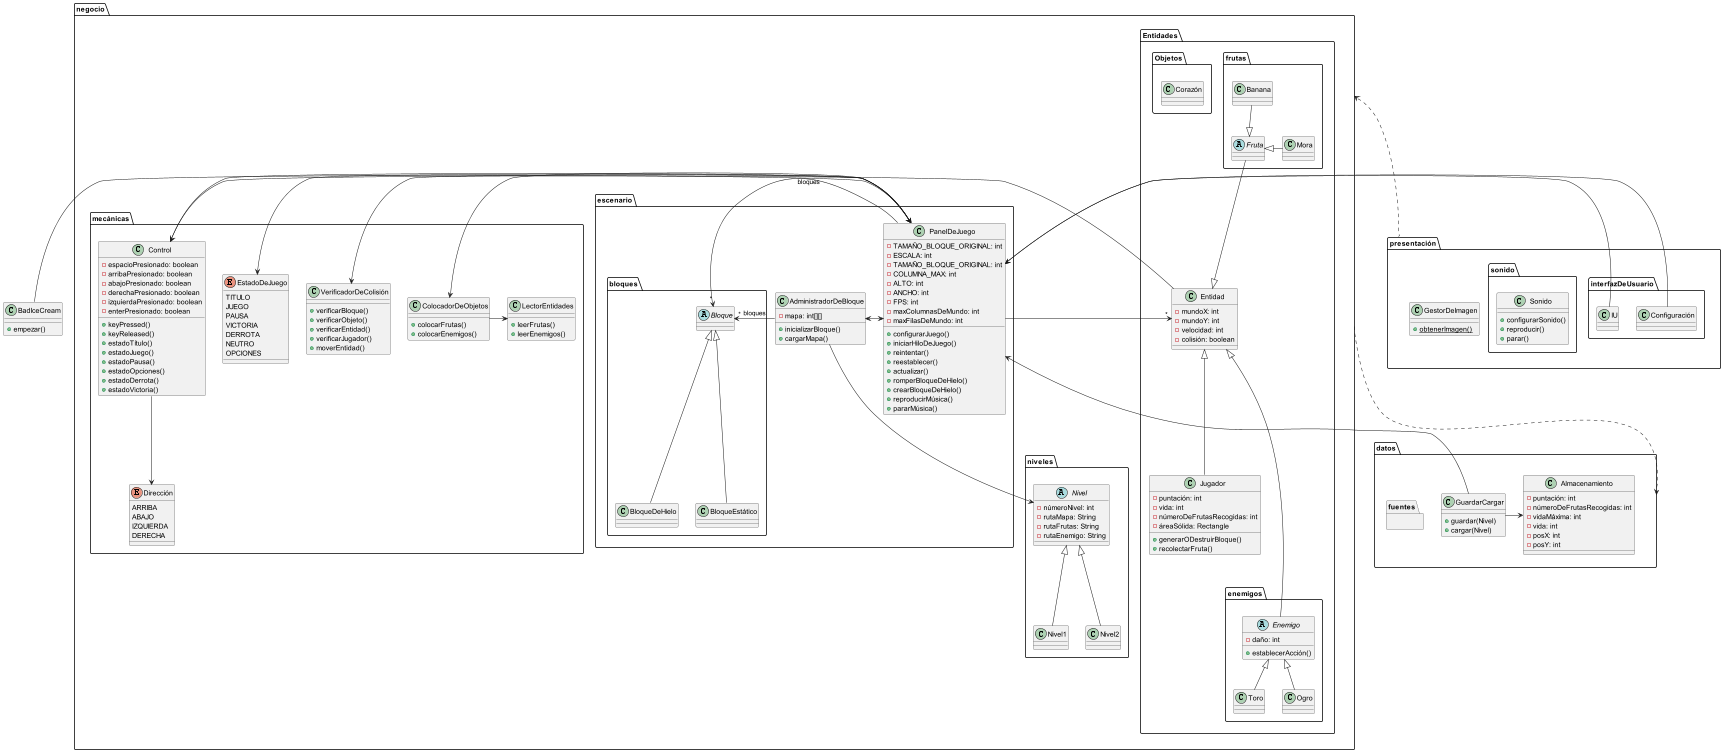 negocio
Entidades
Objetos
C Corazón
frutas
C Banana
A Fruta
C Mora
BadIceCream
empezar()
mecánicas
C Control
espacioPresionado: boolean
arribaPresionado: boolean
abajoPresionado: boolean
derechaPresionado: boolean
izquierdaPresionado: boolean
enterPresionado: boolean
keyPressed()
keyReleased()
estadoTítulo()
estadoJuego()
estadoPausa()
estadoOpciones()
estadoDerrota()
estadoVictoria()
E EstadoDeJuego
TITULO
JUEGO
PAUSA
VICTORIA
DERROTA
NEUTRO
OPCIONES
C VerificadorDeColisión
verificarBloque()
verificarObjeto()
verificarEntidad()
verificarJugador()
moverEntidad()
C ColocadorDeObjetos
colocarFrutas()
colocarEnemigos()
C LectorEntidades
leerFrutas()
leerEnemigos()
E Dirección
ARRIBA
ABAJO
IZQUIERDA
DERECHA
escenario
bloques
bloques
A Bloque
* bloques
*
C BloqueDeHielo
C BloqueEstático
C AdministradorDeBloque
mapa: int[][]
inicializarBloque()
cargarMapa()
C PanelDeJuego
TAMAÑO_BLOQUE_ORIGINAL: int
ESCALA: int
TAMAÑO_BLOQUE_ORIGINAL: int
COLUMNA_MAX: int
ALTO: int
ANCHO: int
FPS: int
maxColumnasDeMundo: int
maxFilasDeMundo: int
configurarJuego()
iniciarHiloDeJuego()
reintentar()
reestablecer()
actualizar()
romperBloqueDeHielo()
crearBloqueDeHielo()
reproducirMúsica()
pararMúsica()
*
C Entidad
mundoX: int
mundoY: int
velocidad: int
colisión: boolean
C Jugador
puntación: int
vida: int
númeroDeFrutasRecogidas: int
áreaSólida: Rectangle
generarODestruirBloque()
recolectarFruta()
niveles
A Nivel
númeroNivel: int
rutaMapa: String
rutaFrutas: String
rutaEnemigo: String
C Nivel1
C Nivel2
enemigos
A Enemigo
daño: int
establecerAcción()
C Toro
C Ogro
presentación
C GestorDeImagen
obtenerImagen()
sonido
C Sonido
configurarSonido()
reproducir()
parar()
interfazDeUsuario
C IU
C Configuración
datos
fuentes
C GuardarCargar
guardar(Nivel)
cargar(Nivel)
C Almacenamiento
puntación: int
númeroDeFrutasRecogidas: int
vidaMáxima: int
vida: int
posX: int
posY: int